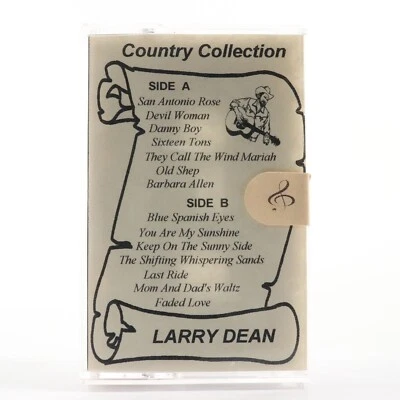 Country Collection
SIDE A
San Antonio Rose
Devil Woman
Danny Boy
Sixteen Tons
They Call The Wind Mariah
Old Shep
Barbara Allen
SIDE B
Blue Spanish Eyes
You Are My Sunshine
Keep On The Sunny Side
The Shifting Whispering Sands
Last Ride
Mom And Dad's Waltz
Faded Love
LARRY DEAN